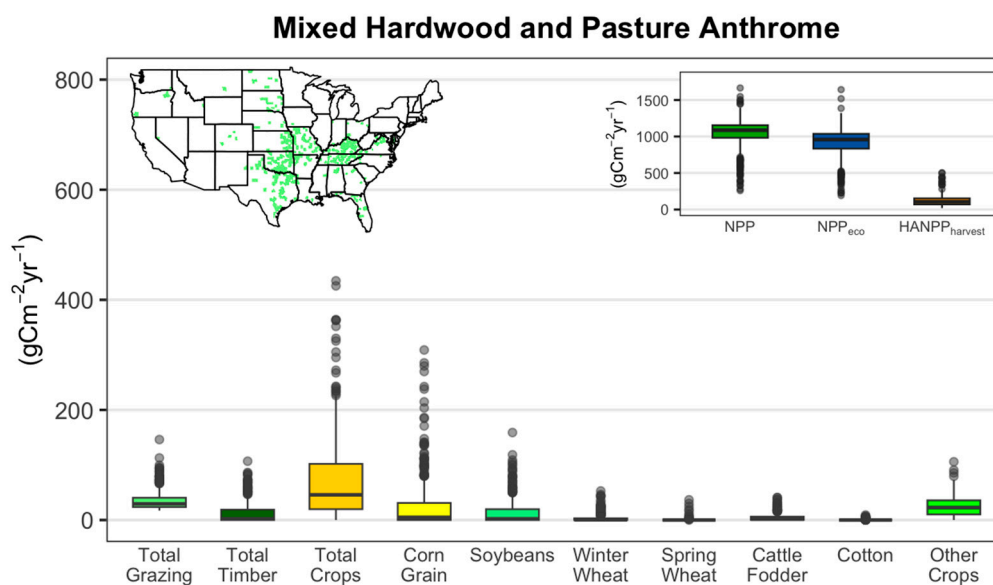 Mixed Hardwood and Pasture Anthrome
(gCm⁻²yr⁻¹)
800
600
400
200
0
(gCm⁻²yr⁻¹)
1500
1000
500
0
NPP NPPeco HANPPharvest
Total Total Total Corn Soybeans Winter Spring Cattle Cotton Other
Grazing Timber Crops Grain Wheat Wheat Fodder Crops